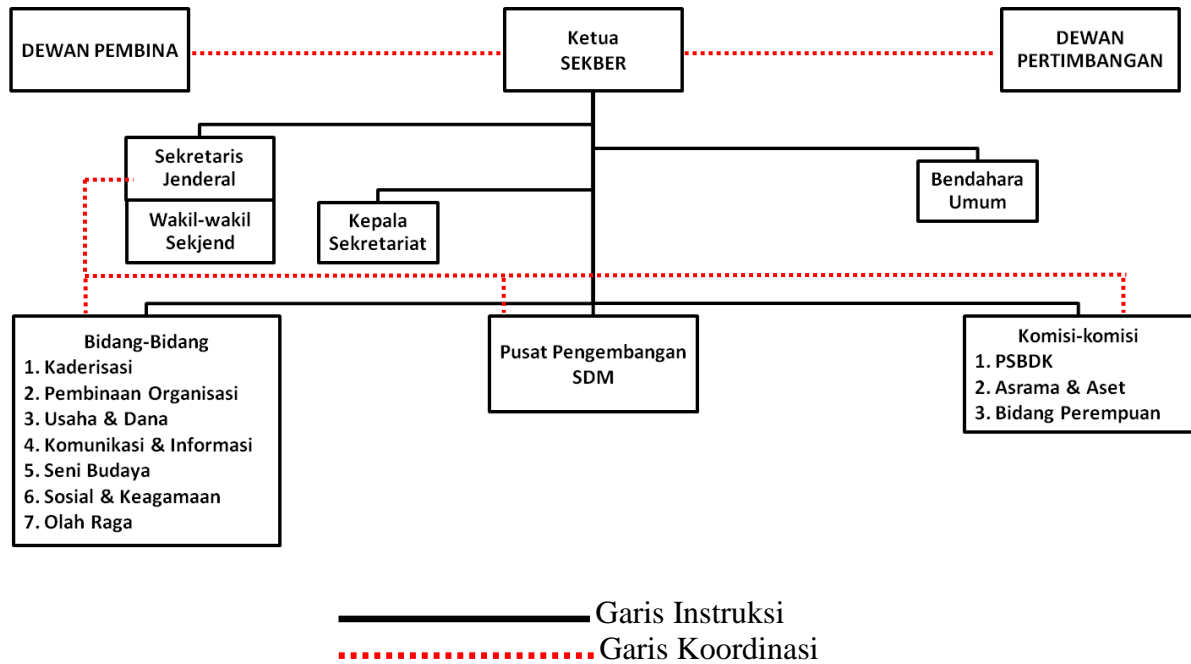 DEWAN PEMBINA
Ketua
SEKBER
DEWAN
PERTIMBANGAN
Sekretaris
Jenderal
Wakil-wakil
Sekjend
Kepala
Sekretariat
Bendahara
Umum
Bidang-Bidang
1. Kaderisasi
2. Pembinaan Organisasi
3. Usaha & Dana
4. Komunikasi & Informasi
5. Seni Budaya
6. Sosial & Keagamaan
7. Olah Raga
Pusat Pengembangan
SDM
Komisi-komisi
1. PSBDK
2. Asrama & Aset
3. Bidang Perempuan
Garis Instruksi
Garis Koordinasi